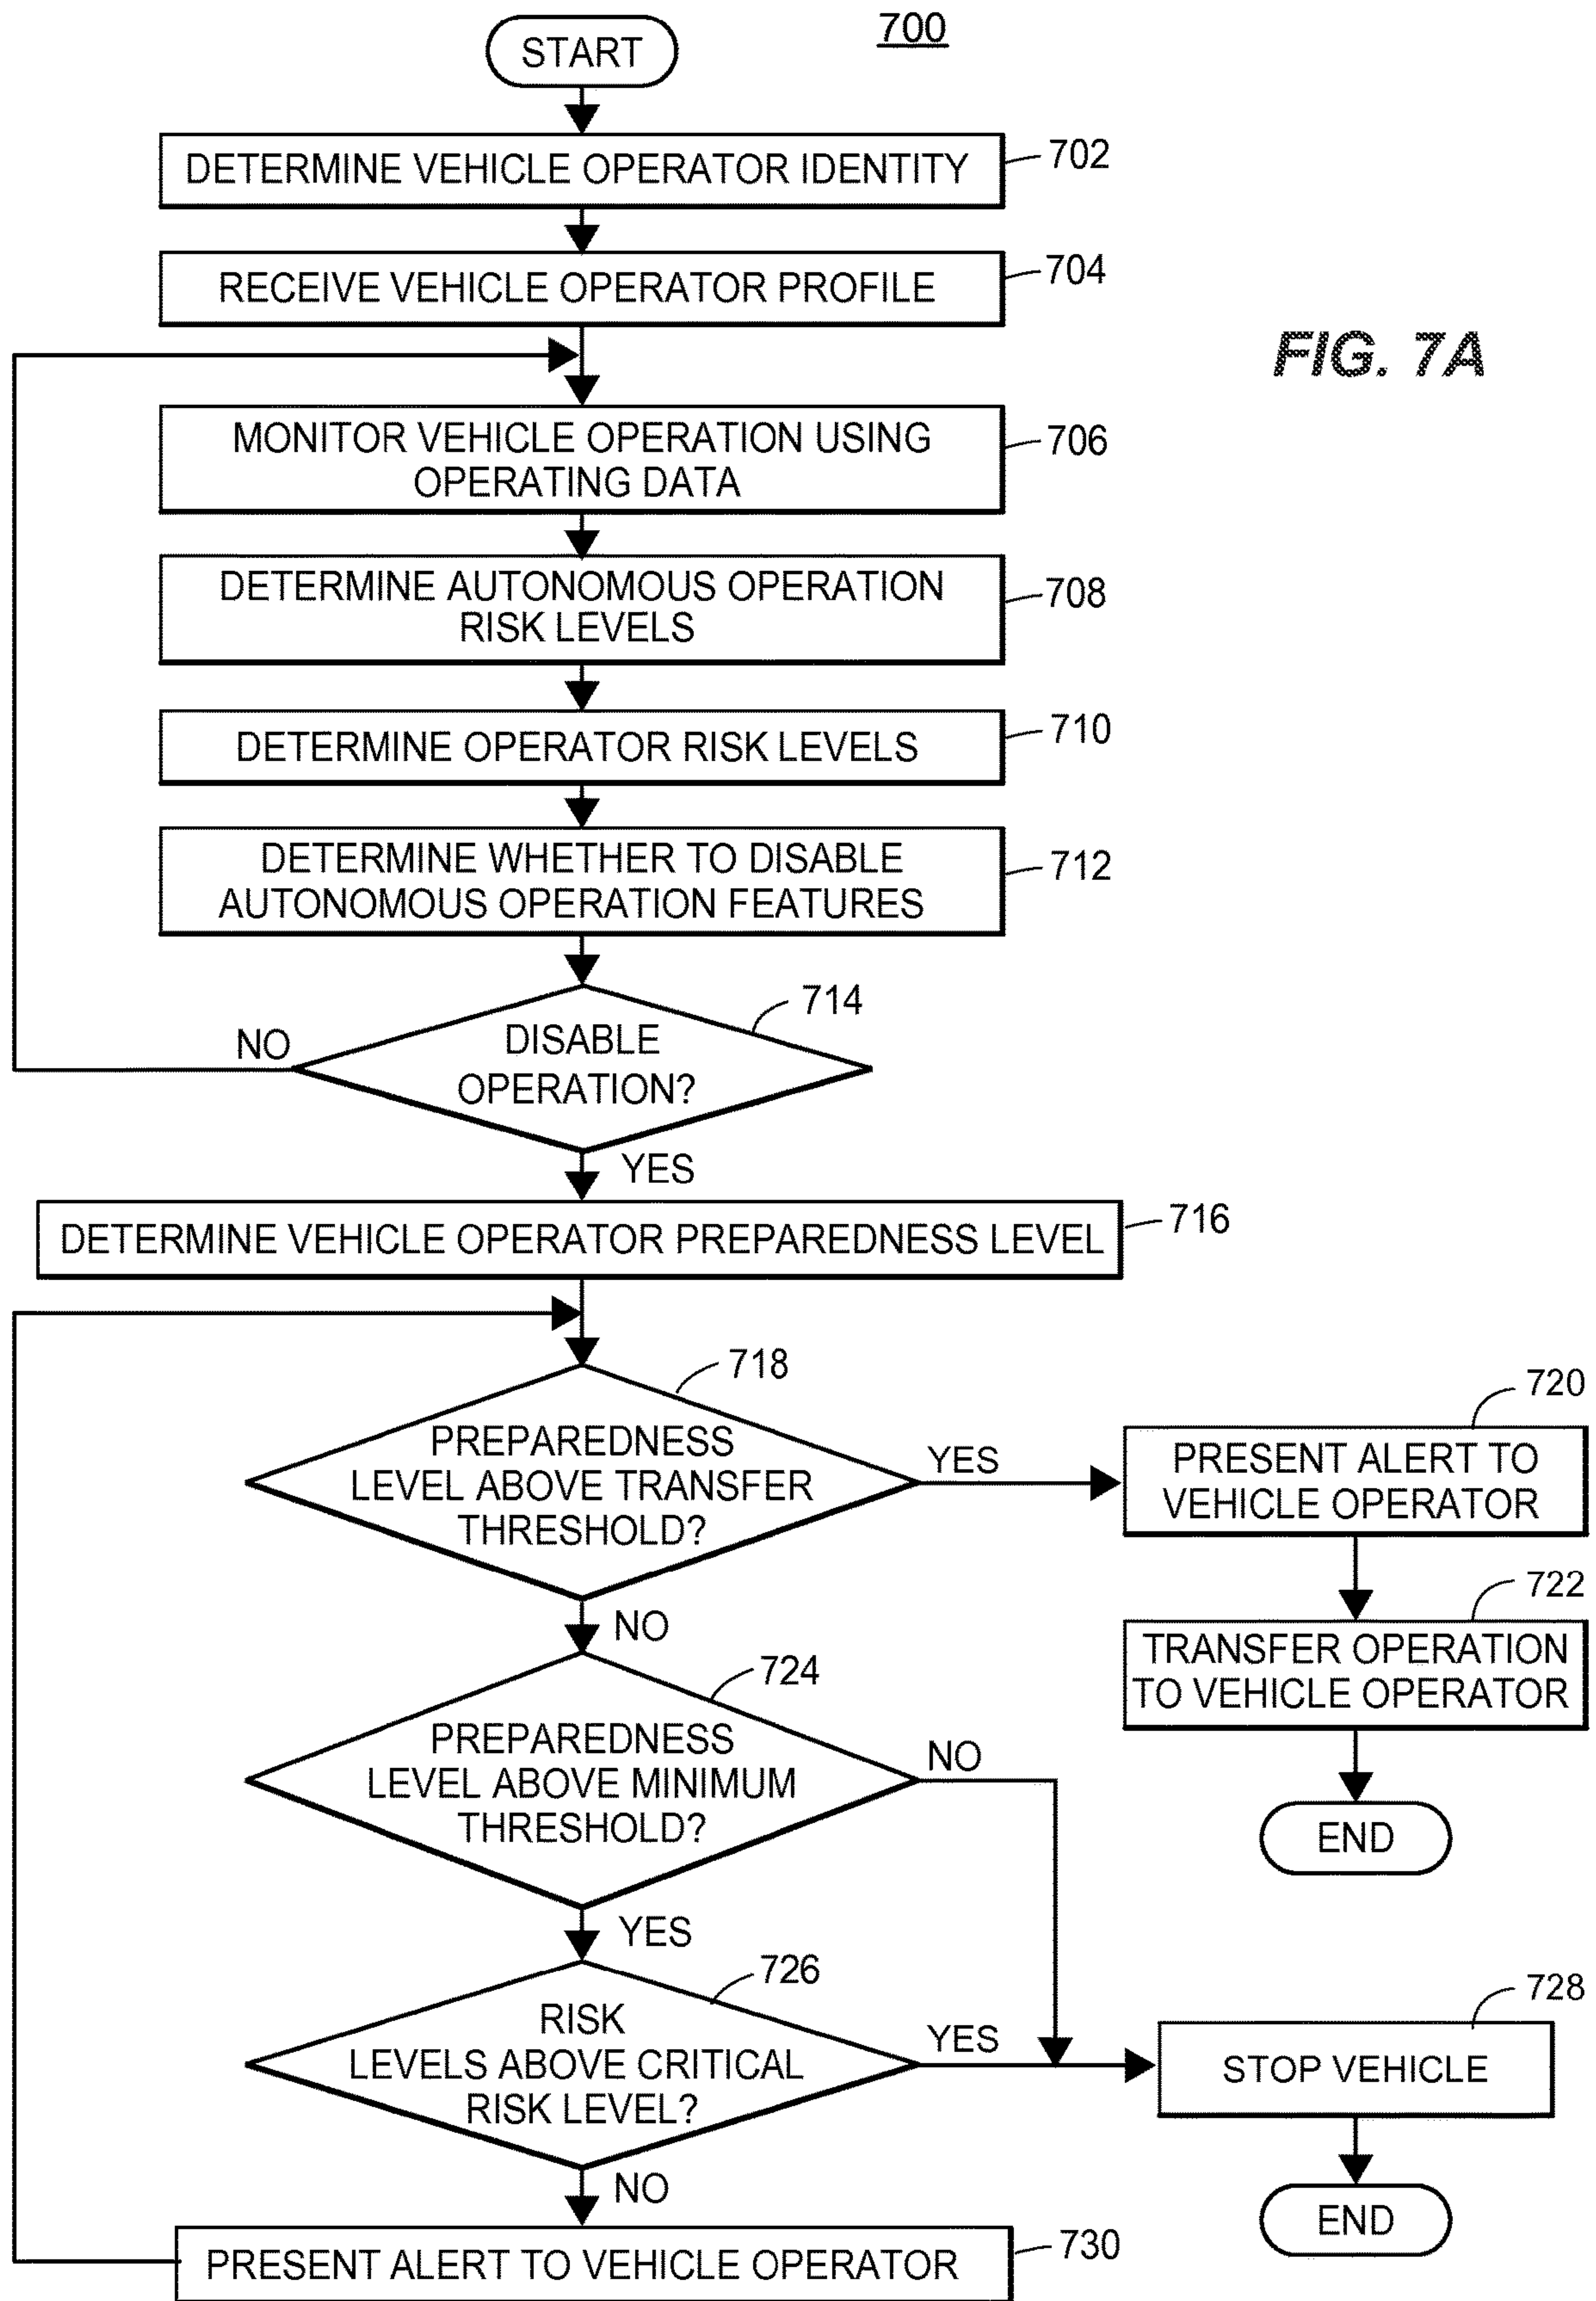 700
START
DETERMINE VEHICLE OPERATOR IDENTITY
702
RECEIVE VEHICLE OPERATOR PROFILE
704
FIG. 7A
MONITOR VEHICLE OPERATION USING
OPERATING DATA
706
DETERMINE AUTONOMOUS OPERATION
RISK LEVELS
708
DETERMINE OPERATOR RISK LEVELS
710
DETERMINE WHETHER TO DISABLE
AUTONOMOUS OPERATION FEATURES
712
714
NO
DISABLE
OPERATION?
YES
DETERMINE VEHICLE OPERATOR PREPAREDNESS LEVEL
716
718
PREPAREDNESS
LEVEL ABOVE TRANSFER
THRESHOLD?
YES
720
PRESENT ALERT TO
VEHICLE OPERATOR
722
TRANSFER OPERATION
TO VEHICLE OPERATOR
END
NO
724
PREPAREDNESS
LEVEL ABOVE MINIMUM
THRESHOLD?
NO
YES
726
RISK
LEVELS ABOVE CRITICAL
RISK LEVEL?
YES
728
STOP VEHICLE
END
NO
PRESENT ALERT TO VEHICLE OPERATOR
730